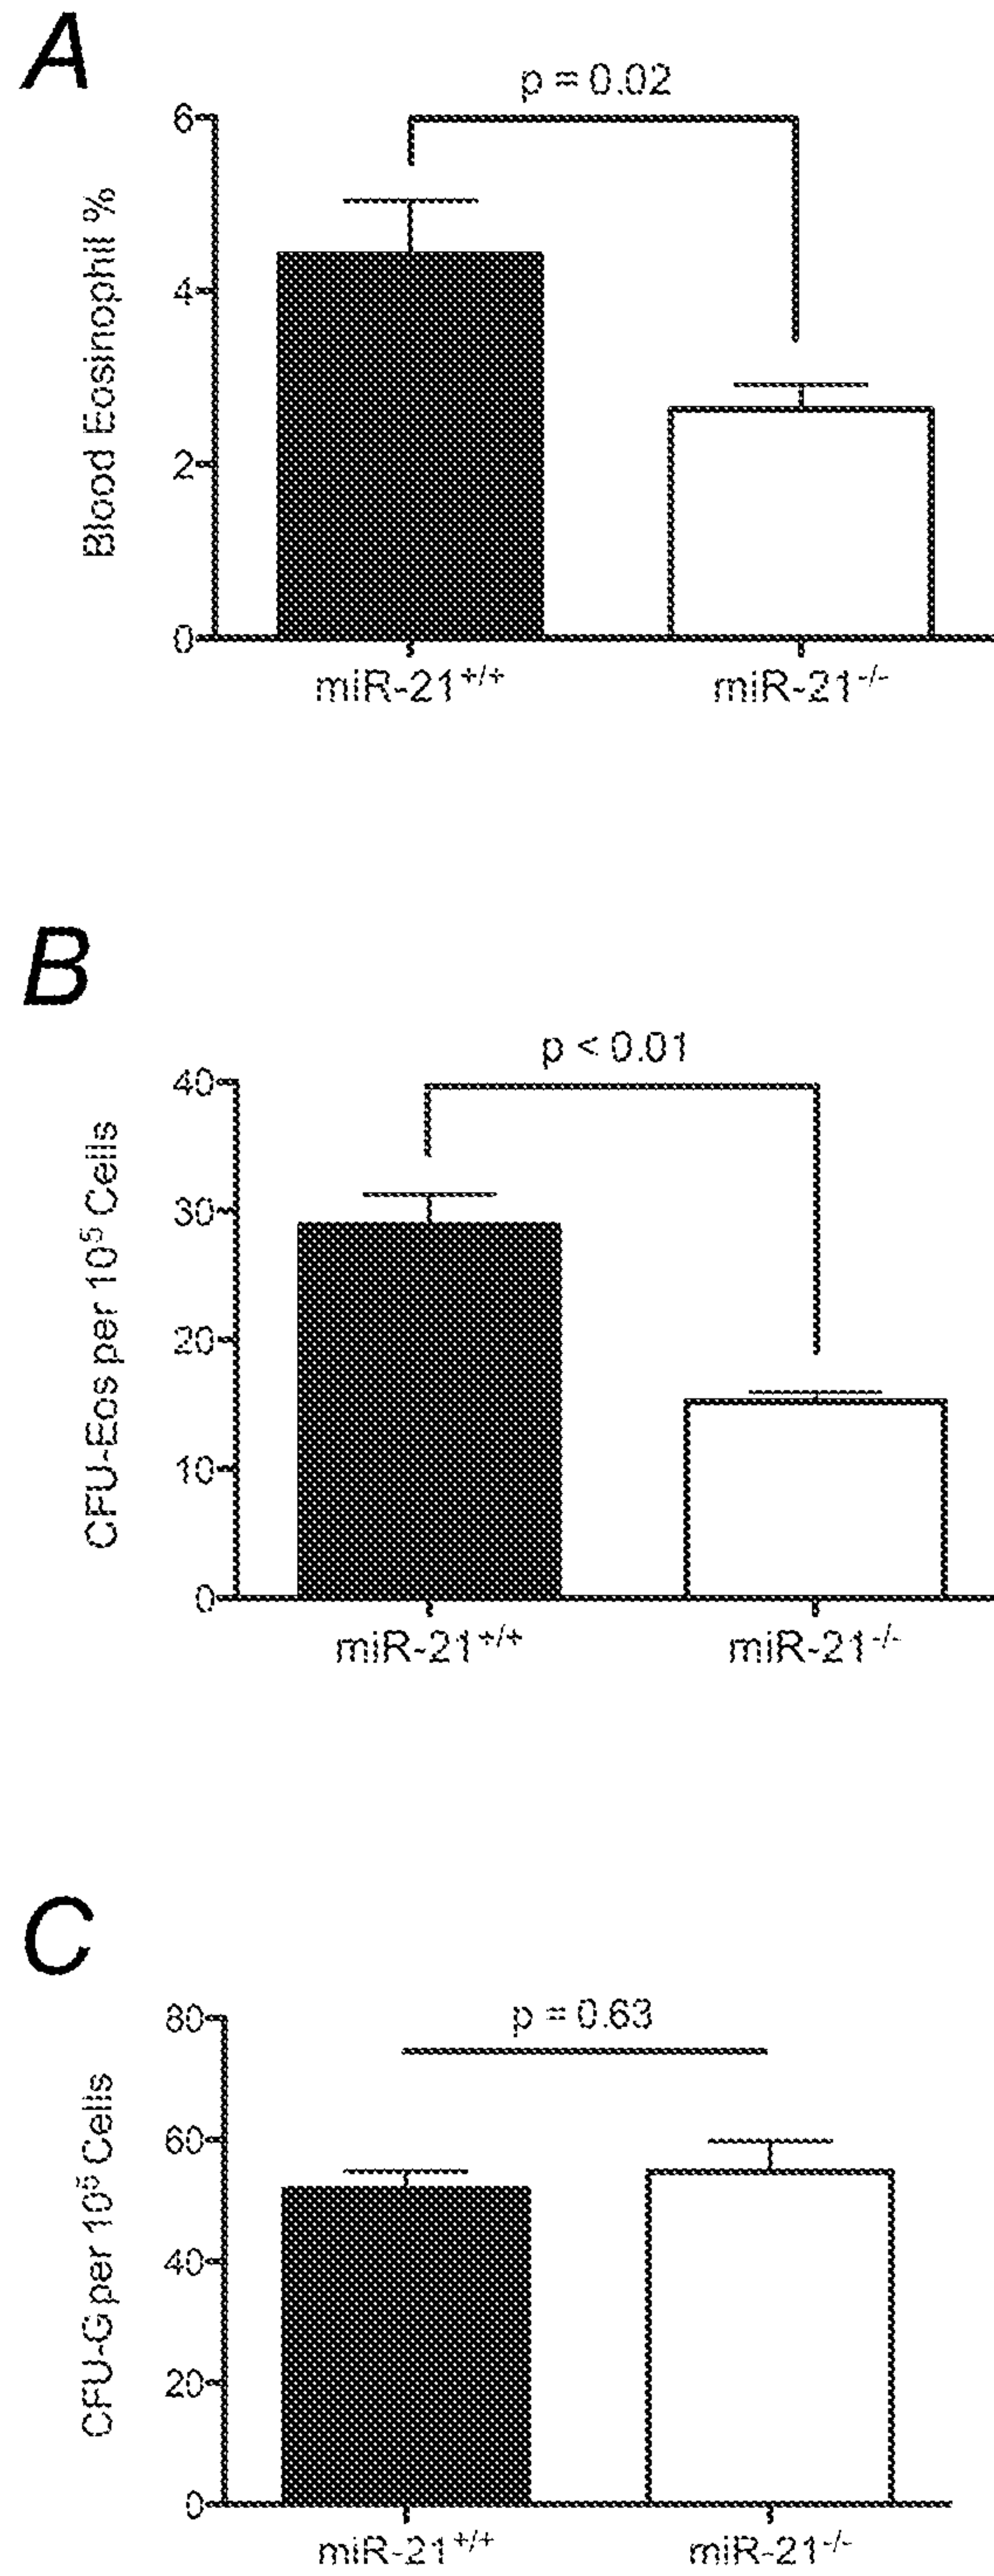 A
p = 0.02
Blood Eosinophil %
6
4
2
0
miR-21+/+
miR-21-/-
B
p < 0.01
CFU-Eos per 10⁵ Cells
40
30
20
10
0
miR-21+/+
miR-21-/-
C
p = 0.63
CFU-G per 10⁵ Cells
80
60
40
20
0
miR-21+/+
miR-21-/-